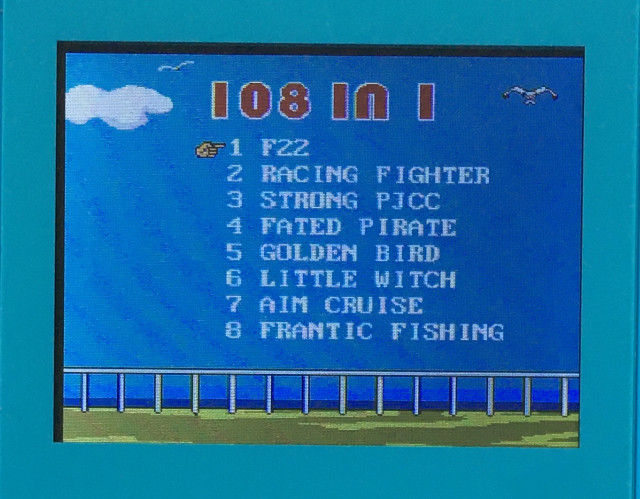 108 IN 1
1 F22
2 RACING FIGHTER
3 STRONG PJCC
4 FATED PIRATE
5 GOLDEN BIRD
6 LITTLE WITCH
7 AIM CRUISE
8 FRANTIC FISHING